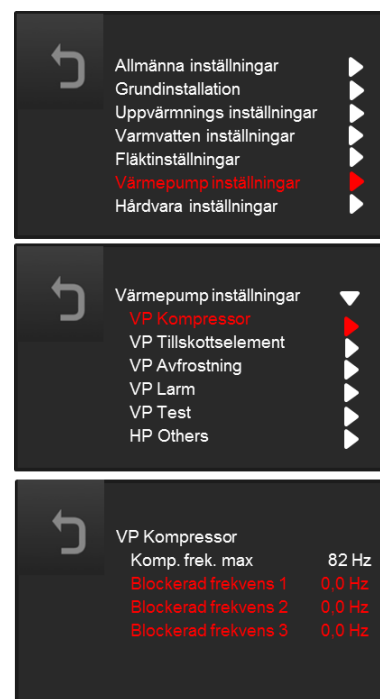 Allmänna inställningar
Grundinstallation
Uppvärmnings inställningar
Varmvatten inställningar
Fläktinställningar
Värmepump inställningar
Hårdvara inställningar
Värmepump inställningar
VP Kompressor
VP Tillskottselement
VP Avfrostning
VP Larm
VP Test
HP Others
VP Kompressor
Komp. frek. max 82 Hz
Blockerad frekvens 1 0,0 Hz
Blockerad frekvens 2 0,0 Hz
Blockerad frekvens 3 0,0 Hz